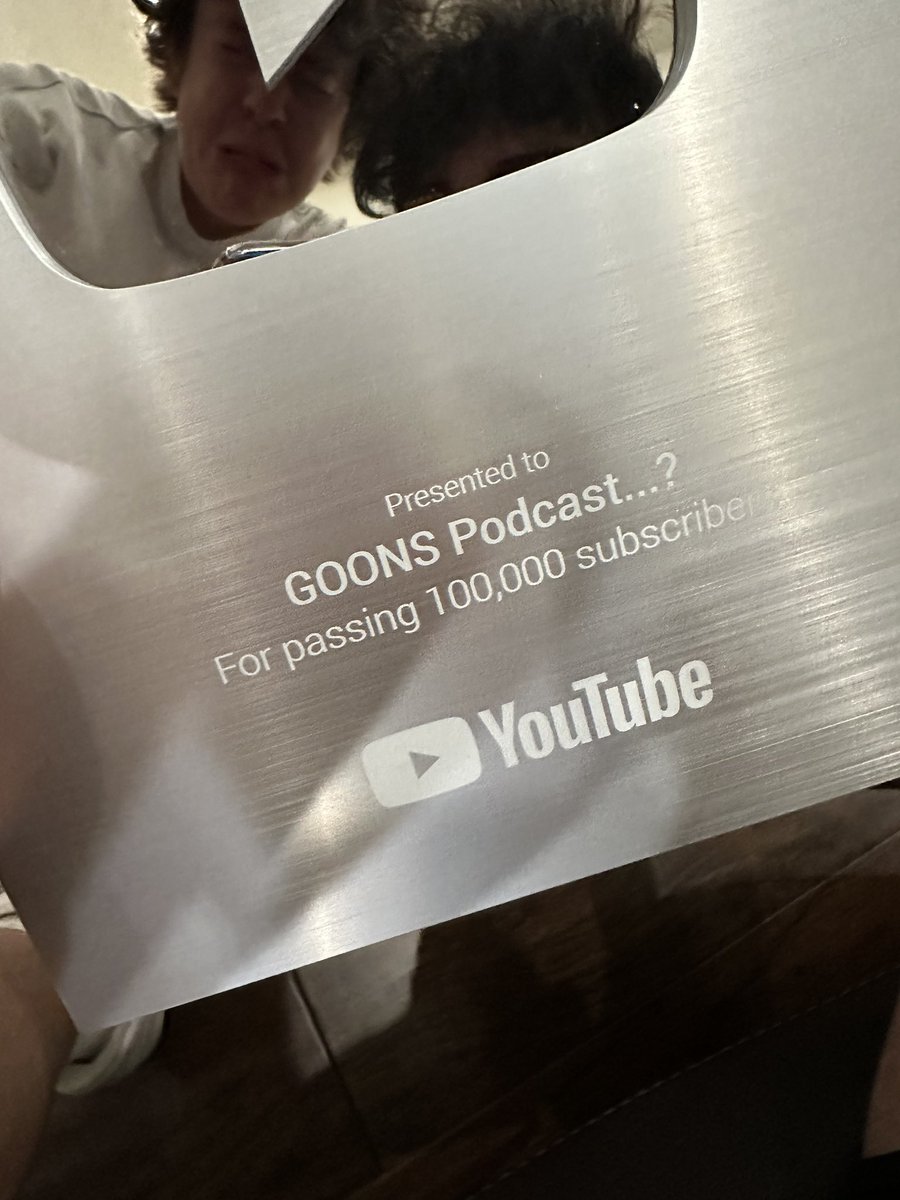 Presented to
GOONS Podcast...?
For passing 100,000 subscriber
YouTube